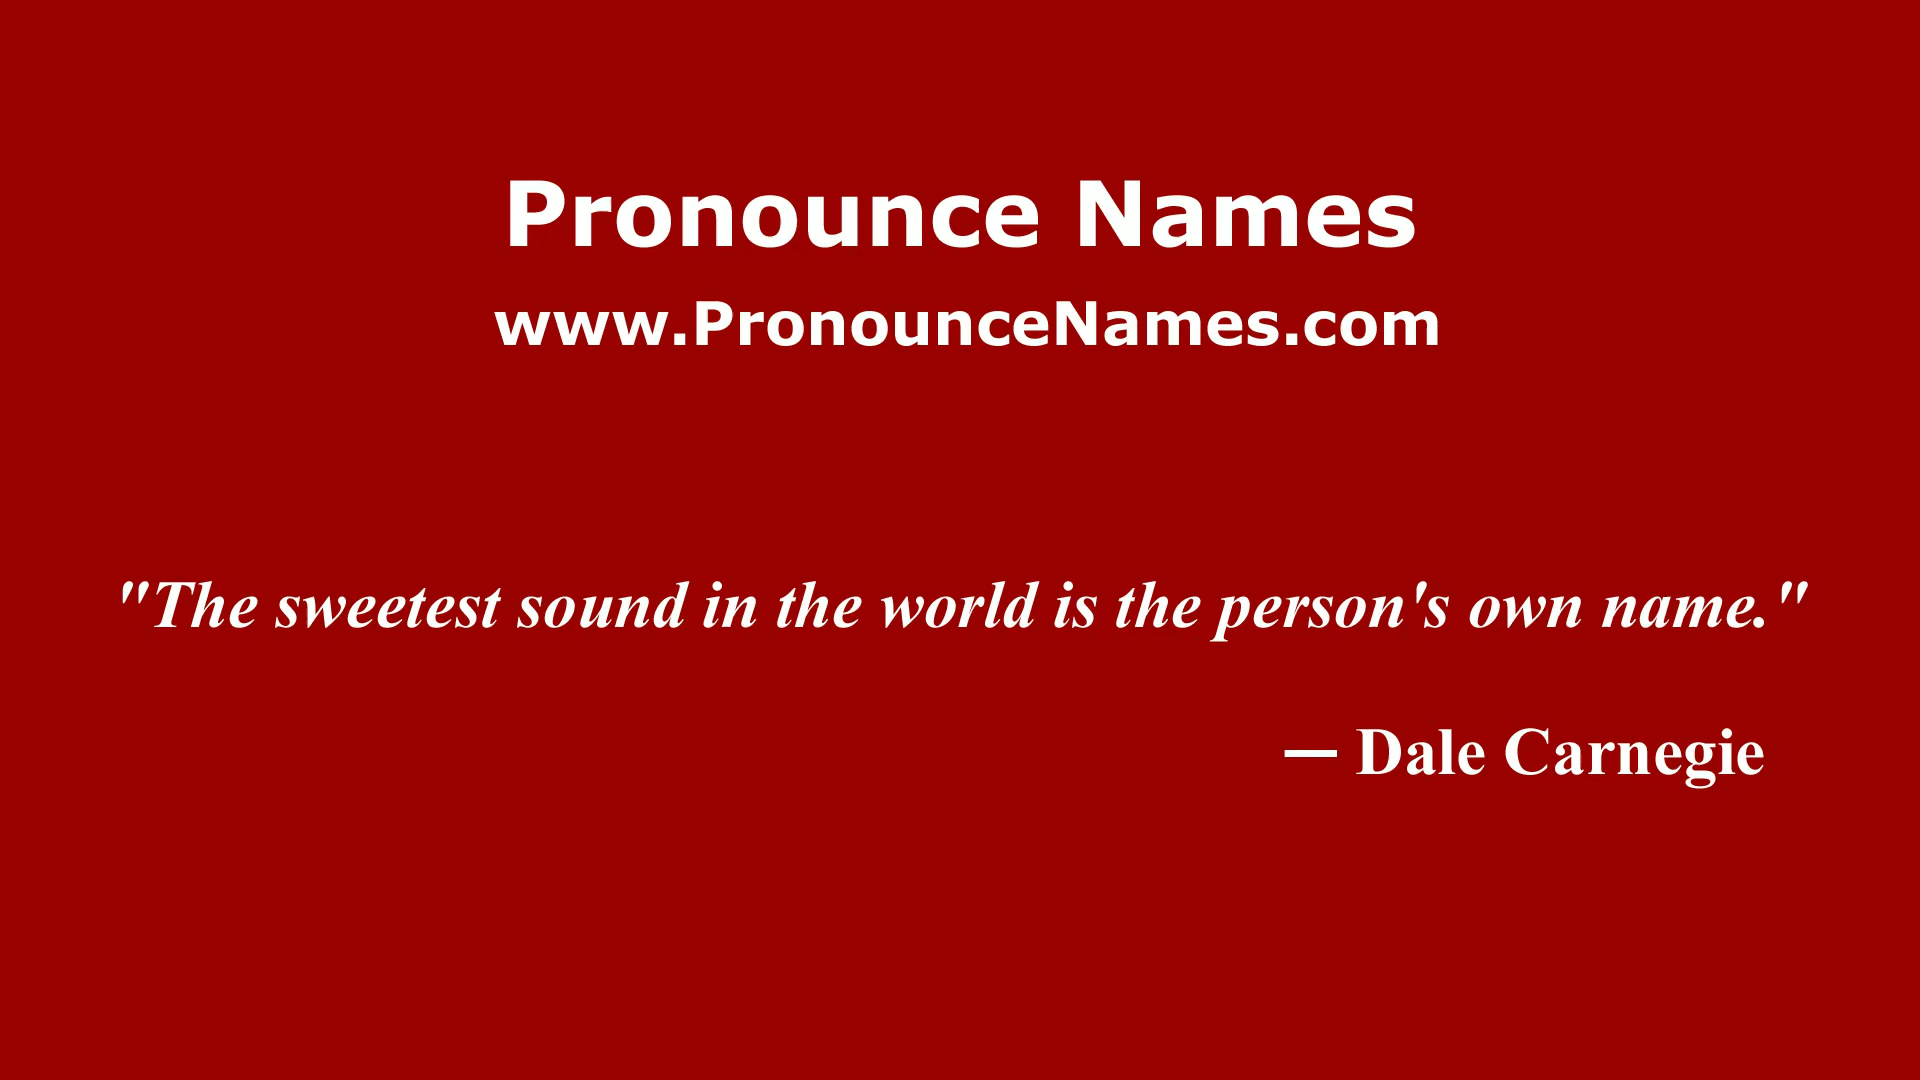 Pronounce Names
www.PronounceNames.com
"The sweetest sound in the world is the person's own name."
— Dale Carnegie